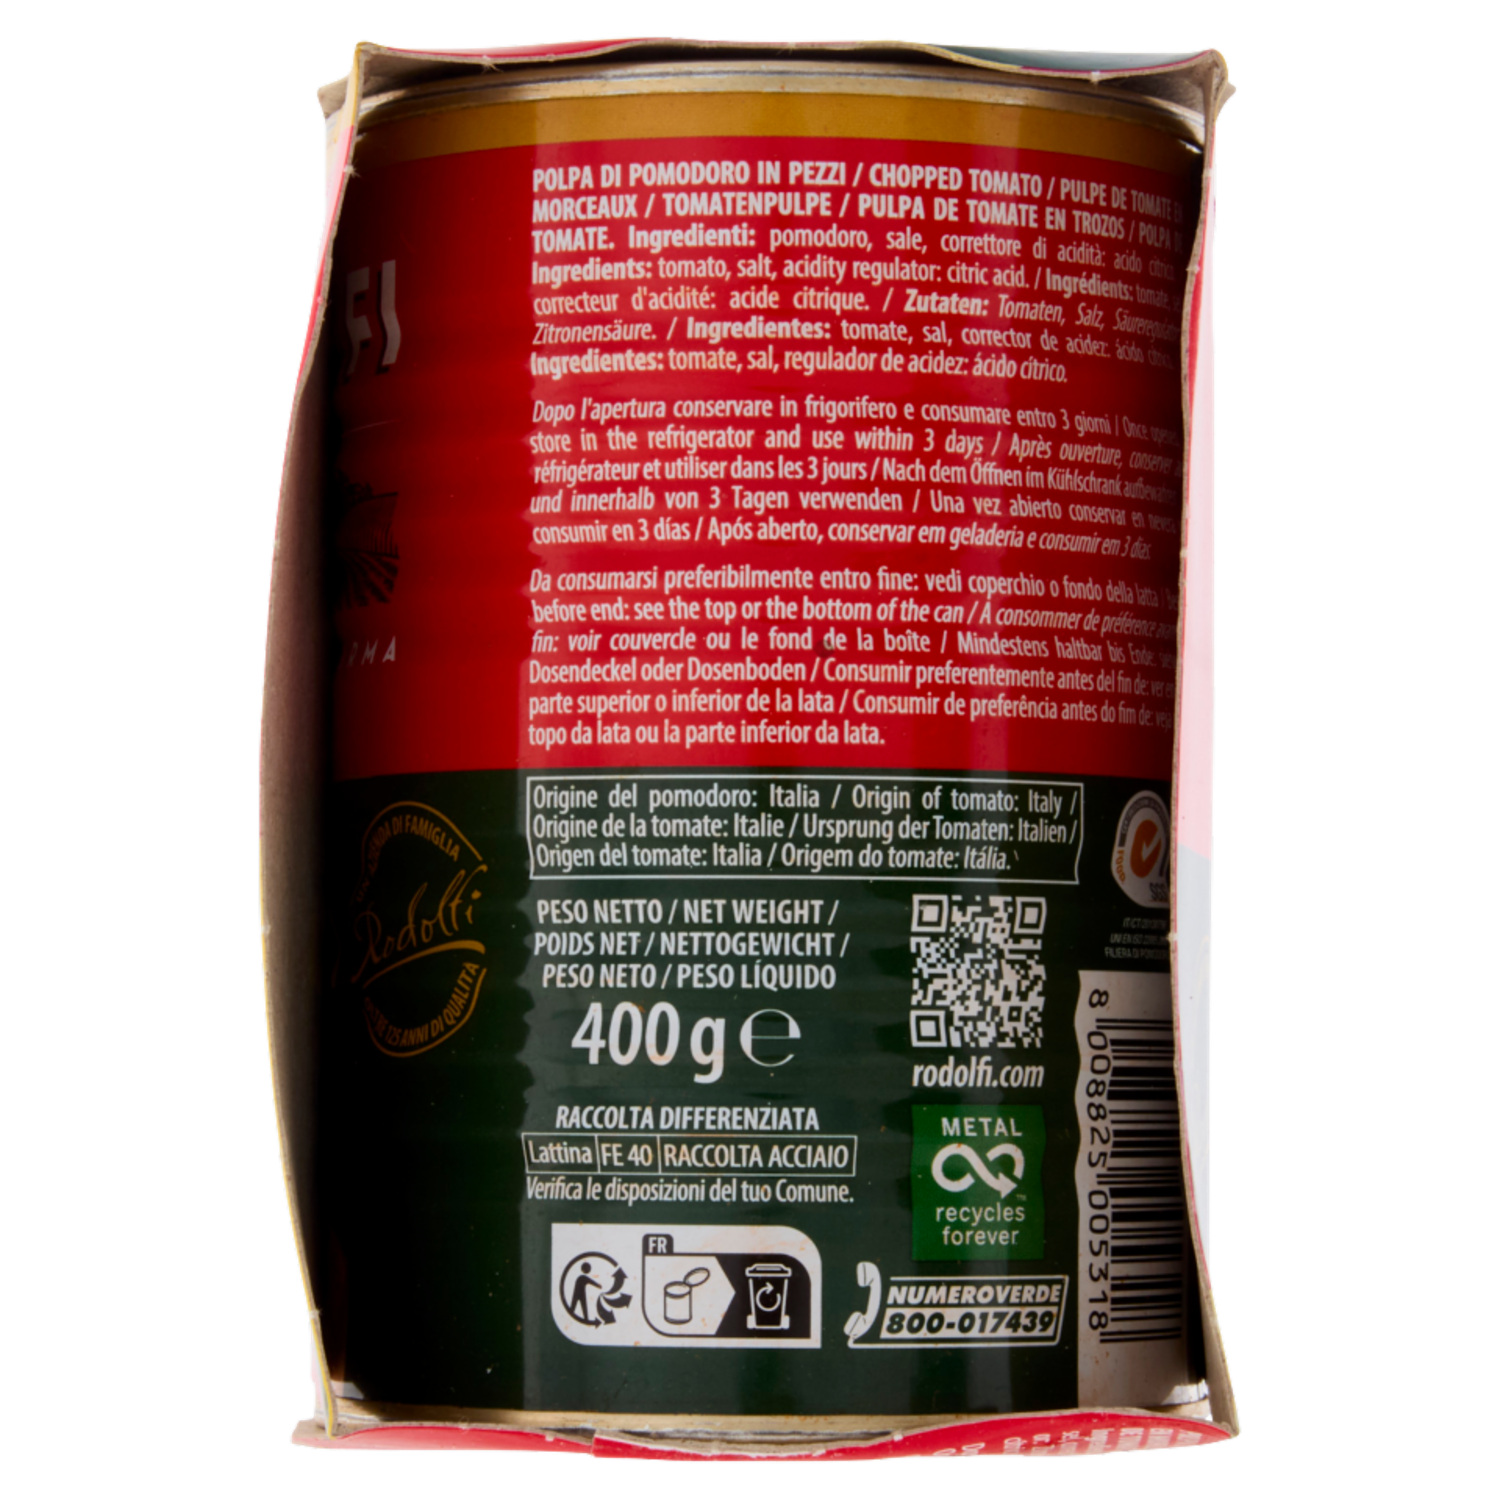 POLPA DI POMODORO IN PEZZI / CHOPPED TOMATO / PULPE DE TOMATE EN
MORCEAUX / TOMATENPULPE / PULPA DE TOMATE EN TROZOS / POLPA DE
TOMATE. Ingredienti: pomodoro, sale, correttore di acidità: acido citrico
Ingredients: tomato, salt, acidity regulator: citric acid. / Ingrédients: tomate,
correcteur d'acidité: acide citrique. / Zutaten: Tomaten, Salz,
Zitronensäure. / Ingredientes: tomate, sal, corrector de acidez: ácido
Ingredientes: tomate, sal, regulador de acidez: ácido cítrico.
Dopo l'apertura conservare in frigorifero e consumare entro 3 giorni / Once
store in the refrigerator and use within 3 days / Après ouverture, conserver
réfrigérateur et utiliser dans les 3 jours / Nach dem Öffnen im Kühlschrank
und innerhalb von 3 Tagen verwenden / Una vez abierto conservar en
consumir en 3 días / Após aberto, conservar em geladeria e consumir em 3 dias.
Da consumarsi preferibilmente entro fine: vedi coperchio o fondo della latta /
before end: see the top or the bottom of the can / A consommer de préférence
fin: voir couvercle ou le fond de la boîte / Mindestens haltbar bis Ende:
Dosendeckel oder Dosenboden / Consumir preferentemente antes del fin de: ver
parte superior o inferior de la lata / Consumir de preferência antes do fim de:
topo da lata ou la parte inferior da lata.
Origine del pomodoro: Italia / Origin of tomato: Italy /
Origine de la tomate: Italie / Ursprung der Tomaten: Italien /
Origen del tomate: Italia / Origem do tomate: Itália.
DI FAMIGLIA
Rodolfi
125 ANNI DI QUALITÀ
PESO NETTO / NET WEIGHT /
POIDS NET / NETTOGEWICHT /
PESO NETO / PESO LÍQUIDO
400 g e
rodolfi.com
RACCOLTA DIFFERENZIATA
Lattina FE 40 RACCOLTA ACCIAIO
Verifica le disposizioni del tuo Comune.
FR
METAL
recycles
forever
NUMEROVERDE
800-017439
8 008825 005318